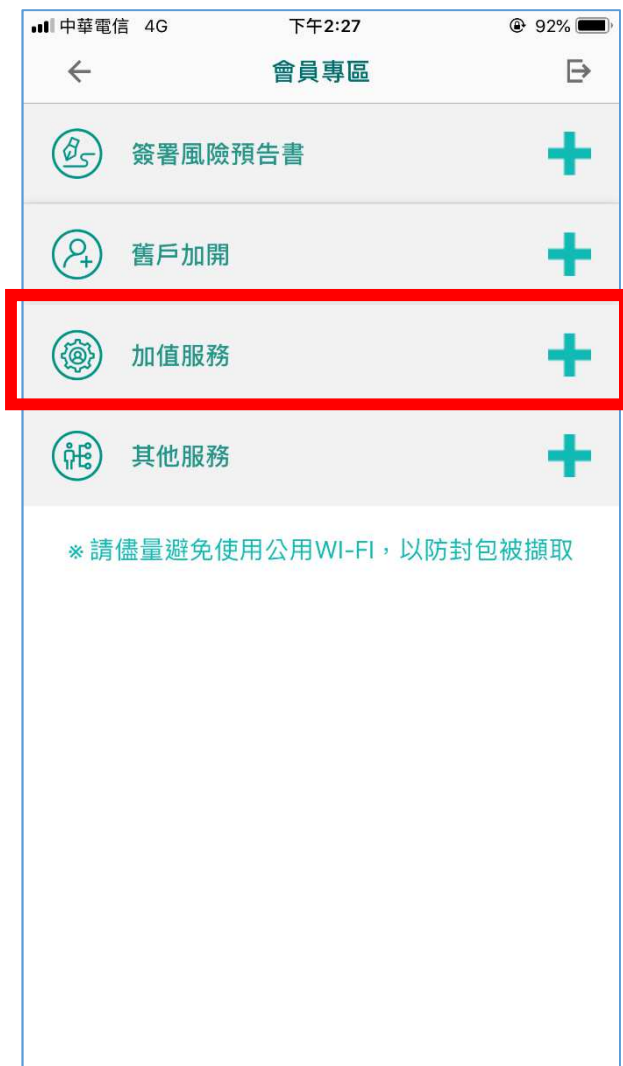 中華電信 4G 下午2:27 92%
會員專區
簽署風險預告書
舊戶加開
加值服務
其他服務
※請儘量避免使用公用WI-FI，以防封包被擷取